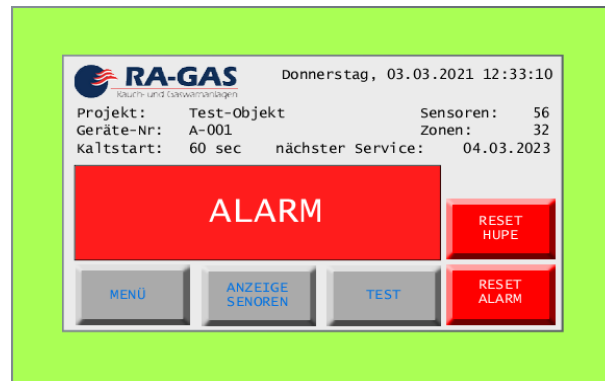 RA-GAS
Rauch- und Gaswarnanlagen
Donnerstag, 03.03.2021 12:33:10
Projekt: Test-Objekt Sensoren: 56
Geräte-Nr: A-001 Zonen: 32
Kaltstart: 60 sec nächster Service: 04.03.2023
ALARM
RESET
HUPE
MENÜ
ANZEIGE
SENOREN
TEST
RESET
ALARM